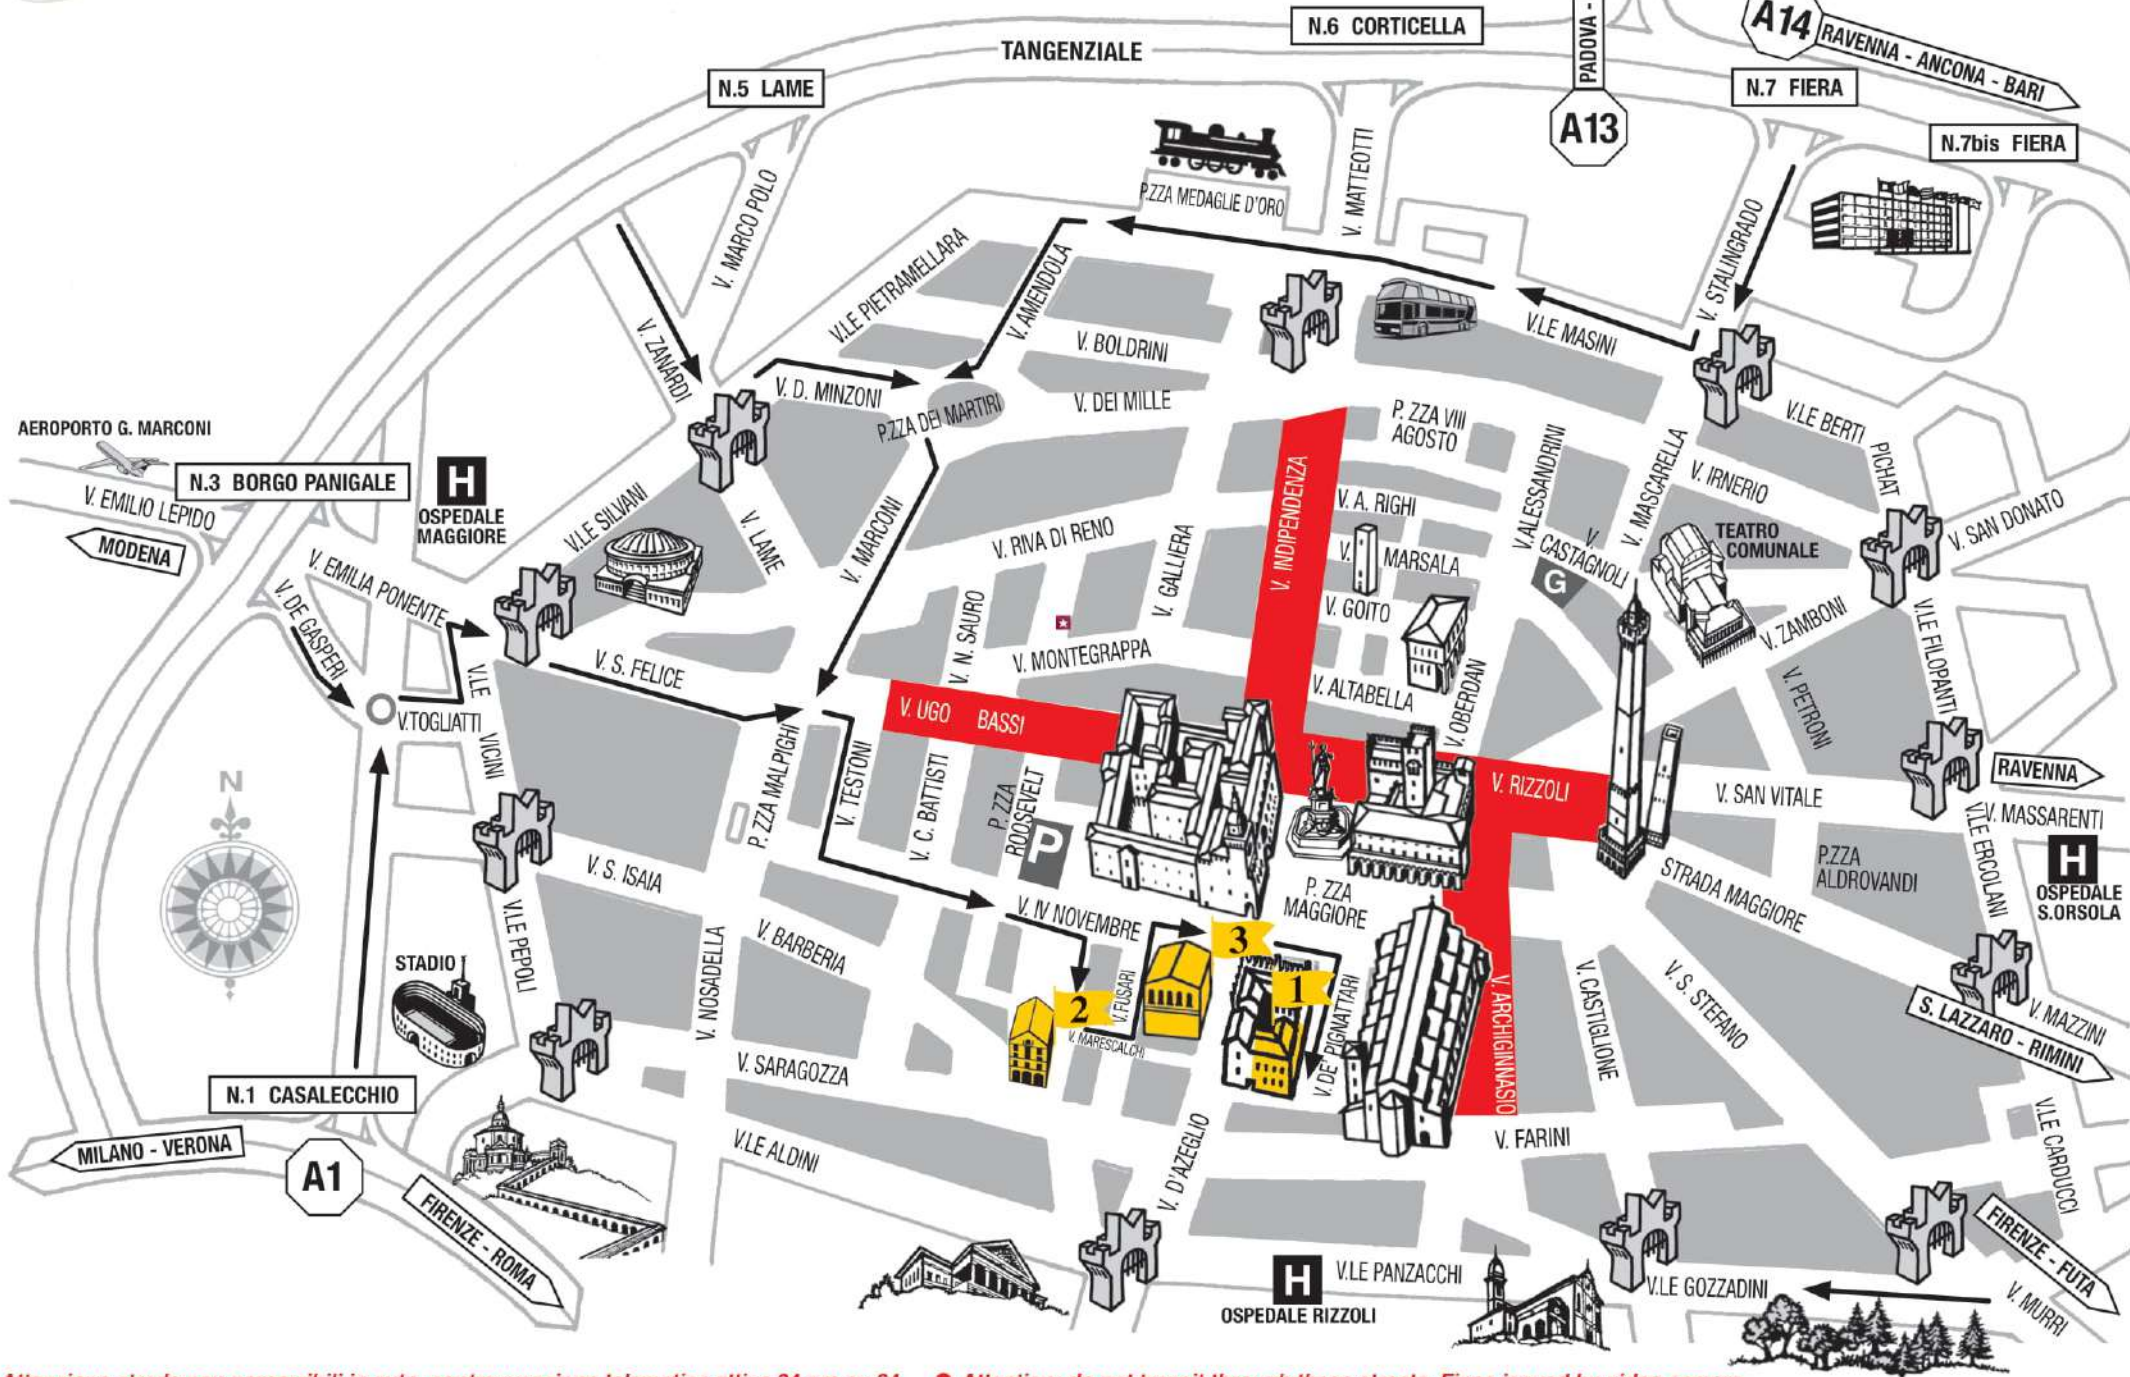 N.6 CORTICELLA
PADOVA -
A14
RAVENNA - ANCONA - BARI
TANGENZIALE
N.5 LAME
N.7 FIERA
A13
N.7bis FIERA
V. MARCO POLO
P.ZZA MEDAGLIE D'ORO
V. MATTEOTTI
V. STALINGRADO
V.LE PIETRAMELLARA
V. AMENDOLA
V. ZANARDI
V. BOLDRINI
V.LE MASINI
V. D. MINZONI
P.ZZA DEI MARTIRI
V. DEI MILLE
P. ZZA VIII
AGOSTO
V.LE BERTI
PICHAT
AEROPORTO G. MARCONI
N.3 BORGO PANIGALE
V. EMILIO LEPIDO
MODENA
H
OSPEDALE
MAGGIORE
V.LE SILVANI
V. LAME
V. MARCONI
V. RIVA DI RENO
V. GALLIERA
V. INDIPENDENZA
V. A. RIGHI
V. MARSALA
V. GOITO
V.ALESSANDRINI
V. MASCARELLA
V. IRNERIO
V.
CASTAGNOLI
G
TEATRO
COMUNALE
V. SAN DONATO
V. EMILIA PONENTE
V. DE GASPERI
V. N. SAURO
V. MONTEGRAPPA
V. S. FELICE
V. ALTABELLA
V. OBERDAN
V. ZAMBONI
V.LE FILOPANTI
V. PETRONI
V.TOGLIATTI
V.LE VICINI
V. UGO BASSI
V. RIZZOLI
V. SAN VITALE
RAVENNA
V. MASSARENTI
N
P. ZZA MALPIGHI
V. TESTONI
V. C. BATTISTI
P. ZZA
ROOSEVELT
P
V. S. ISAIA
STRADA MAGGIORE
P.ZZA
ALDROVANDI
V.LE ERCOLANI
H
OSPEDALE
S.ORSOLA
V.LE PEPOLI
STADIO
V. NOSADELLA
V. BARBERIA
V. IV NOVEMBRE
P. ZZA
MAGGIORE
3
1
2
V. FUSARI
V. MARESCALCHI
V. DE' PIGNATTARI
V. ARCHIGINNASIO
V. CASTIGLIONE
V. S. STEFANO
V. MAZZINI
S. LAZZARO - RIMINI
N.1 CASALECCHIO
V. SARAGOZZA
MILANO - VERONA
A1
FIRENZE - ROMA
V.LE ALDINI
V. D'AZEGLIO
V. FARINI
V.LE CARDUCCI
FIRENZE - FUTA
H
OSPEDALE RIZZOLI
V.LE PANZACCHI
V.LE GOZZADINI
V. MURRI